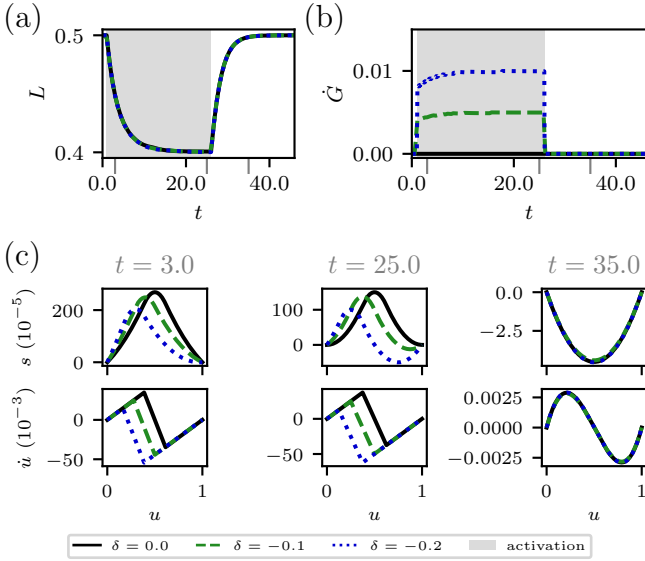 (a)
0.5
L
0.4
0.0 20.0 40.0
t
(b)
0.01
Ġ
0.00
0.0 20.0 40.0
t
(c)
t = 3.0 t = 25.0 t = 35.0
s (10⁻⁵)
200
0
100
0
0.0
−2.5
u̇ (10⁻³)
0
−50
0
−50
0.0025
0.0000
−0.0025
0 1 0 1 0 1
u u u
δ = 0.0 δ = −0.1 δ = −0.2 activation